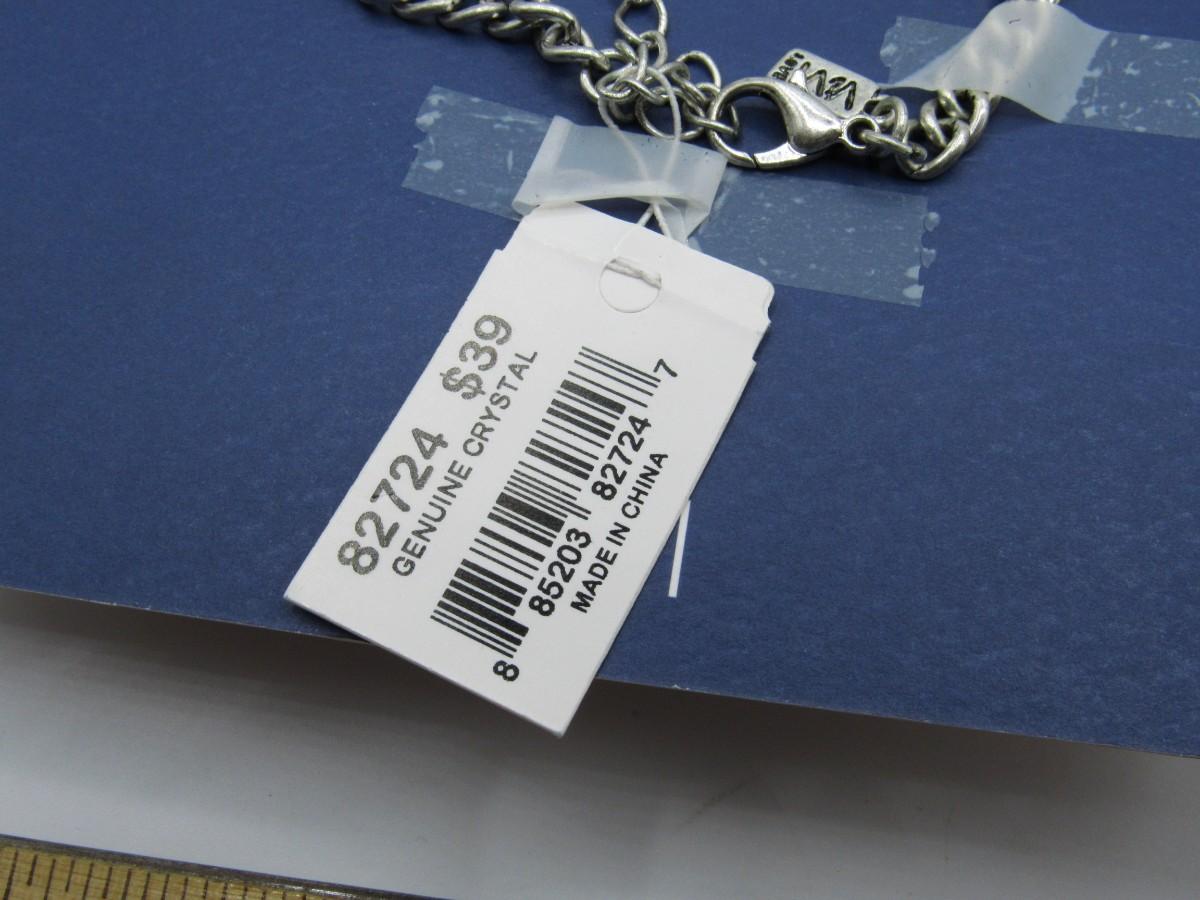 82724 $39
GENUINE CRYSTAL
8 85203 82724 7
MADE IN CHINA